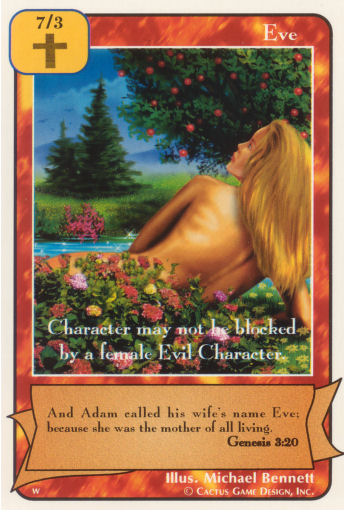 7/3
Eve
Character may not be blocked
by a female Evil Character.
And Adam called his wife's name Eve;
because she was the mother of all living.
Genesis 3:20
Illus. Michael Bennett
W
© Cactus Game Design, Inc.